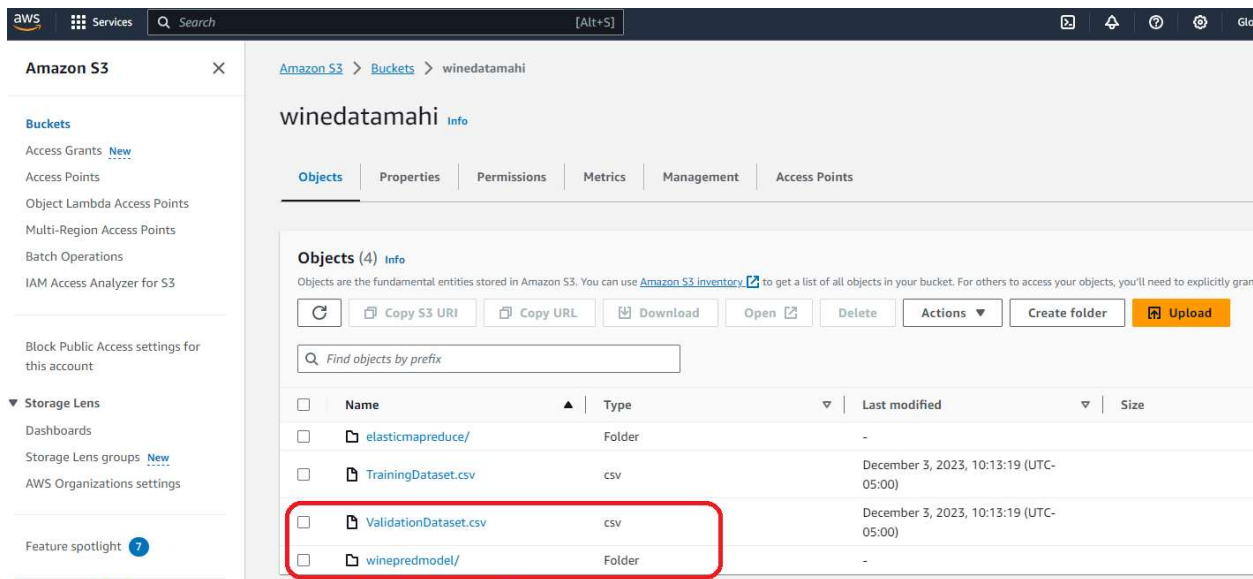 aws Services Search [Alt+S] Glo
Amazon S3
Buckets
Access Grants New
Access Points
Object Lambda Access Points
Multi-Region Access Points
Batch Operations
IAM Access Analyzer for S3
Block Public Access settings for
this account
Storage Lens
Dashboards
Storage Lens groups New
AWS Organizations settings
Feature spotlight 7
Amazon S3 > Buckets > winedatamahi
winedatamahi Info
Objects Properties Permissions Metrics Management Access Points
Objects (4) Info
Objects are the fundamental entities stored in Amazon S3. You can use Amazon S3 inventory to get a list of all objects in your bucket. For others to access your objects, you'll need to explicitly gran
Copy S3 URI Copy URL Download Open Delete Actions Create folder Upload
Find objects by prefix
Name Type Last modified Size
elasticmapreduce/ Folder -
TrainingDataset.csv csv December 3, 2023, 10:13:19 (UTC-
05:00)
ValidationDataset.csv csv December 3, 2023, 10:13:19 (UTC-
05:00)
winepredmodel/ Folder -